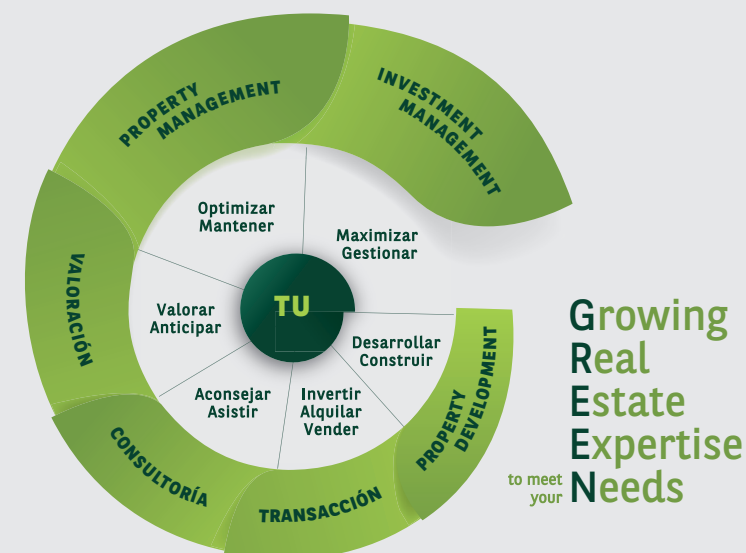 PROPERTY
MANAGEMENT
INVESTMENT
MANAGEMENT
Optimizar
Mantener
Maximizar
Gestionar
VALORACIÓN
Valorar
Anticipar
TU
Desarrollar
Construir
PROPERTY
DEVELOPMENT
Aconsejar
Asistir
Invertir
Alquilar
Vender
CONSULTORÍA
TRANSACCIÓN
Growing
Real
Estate
Expertise
to meet
your Needs